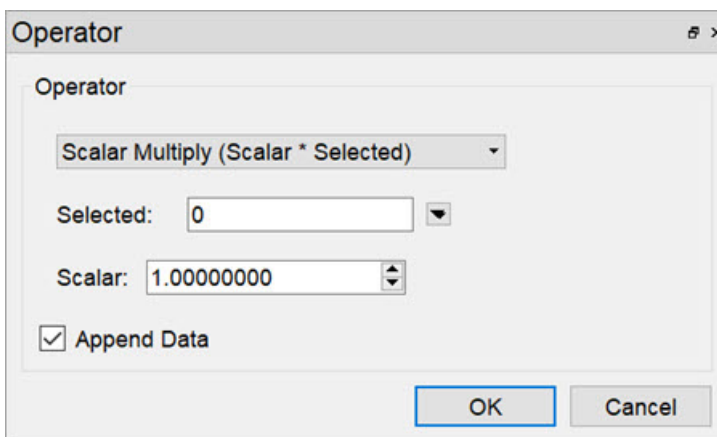 Operator
Operator
Scalar Multiply (Scalar * Selected)
Selected: 0
Scalar: 1.00000000
Append Data
OK Cancel